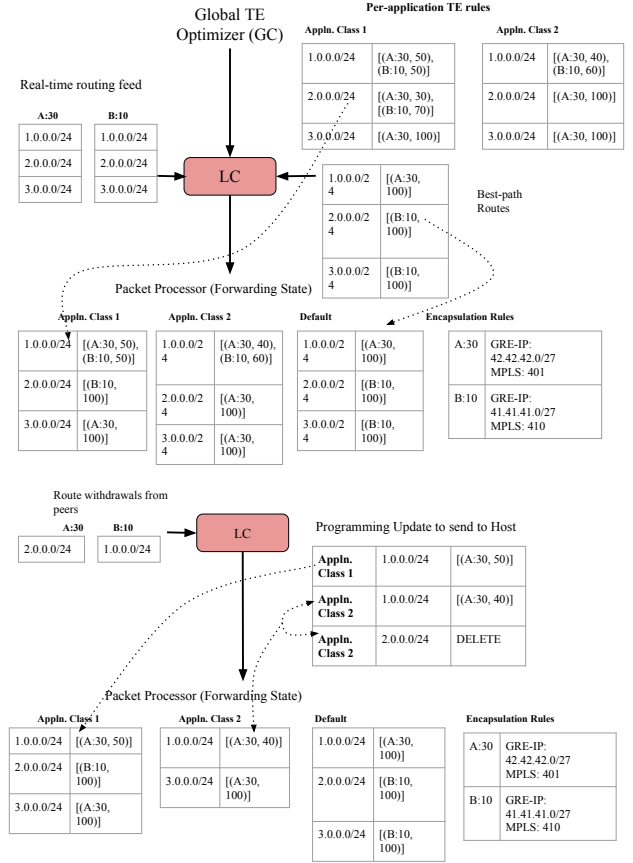 Global TE
Optimizer (GC)
Per-application TE rules
Appln. Class 1
1.0.0.0/24 [(A:30, 50),
(B:10, 50)]
2.0.0.0/24 [(A:30, 30),
[(B:10, 70)]
3.0.0.0/24 [(A:30, 100)]
Appln. Class 2
1.0.0.0/24 [(A:30, 40),
(B:10, 60)]
2.0.0.0/24 [(A:30, 100)]
3.0.0.0/24 [(A:30, 100)]
Real-time routing feed
A:30 B:10
1.0.0.0/24 1.0.0.0/24
2.0.0.0/24 2.0.0.0/24
3.0.0.0/24 3.0.0.0/24
LC
1.0.0.0/2 [(A:30,
4 100)]
2.0.0.0/2 [(B:10,
4 100)]
3.0.0.0/2 [(B:10,
4 100)]
Best-path
Routes
Packet Processor (Forwarding State)
Appln. Class 1
1.0.0.0/24 [(A:30, 50),
(B:10, 50)]
2.0.0.0/24 [(B:10,
100)]
3.0.0.0/24 [(A:30,
100)]
Appln. Class 2
1.0.0.0/2 [(A:30, 40),
4 (B:10, 60)]
2.0.0.0/2 [(A:30,
4 100)]
3.0.0.0/2 [(A:30,
4 100)]
Default
1.0.0.0/2 [(A:30,
4 100)]
2.0.0.0/2 [(B:10,
4 100)]
3.0.0.0/2 [(B:10,
4 100)]
Encapsulation Rules
A:30 GRE-IP:
42.42.42.0/27
MPLS: 401
B:10 GRE-IP:
41.41.41.0/27
MPLS: 410
Route withdrawals from
peers
A:30 B:10
2.0.0.0/24 1.0.0.0/24
LC
Programming Update to send to Host
Appln. 1.0.0.0/24 [(A:30, 50)]
Class 1
Appln. 1.0.0.0/24 [(A:30, 40)]
Class 2
Appln. 2.0.0.0/24 DELETE
Class 2
Packet Processor (Forwarding State)
Appln. Class 1
1.0.0.0/24 [(A:30, 50)]
2.0.0.0/24 [(B:10,
100)]
3.0.0.0/24 [(A:30,
100)]
Appln. Class 2
1.0.0.0/24 [(A:30, 40)]
3.0.0.0/24 [(A:30,
100)]
Default
1.0.0.0/24 [(A:30,
100)]
2.0.0.0/24 [(B:10,
100)]
3.0.0.0/24 [(B:10,
100)]
Encapsulation Rules
A:30 GRE-IP:
42.42.42.0/27
MPLS: 401
B:10 GRE-IP:
41.41.41.0/27
MPLS: 410